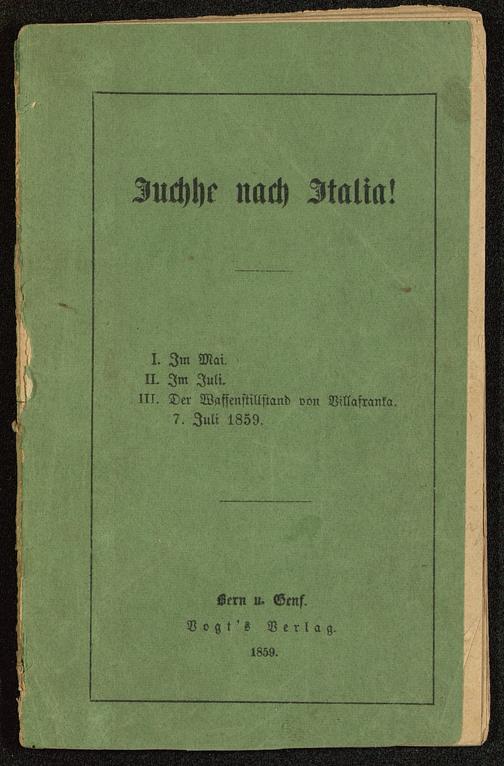 Juchhe nach Italia!
I. Im Mai.
II. Im Juli.
III. Der Waffenstillstand von Villafranka.
7. Juli 1859.
Bern u. Genf.
Vogt's Verlag.
1859.